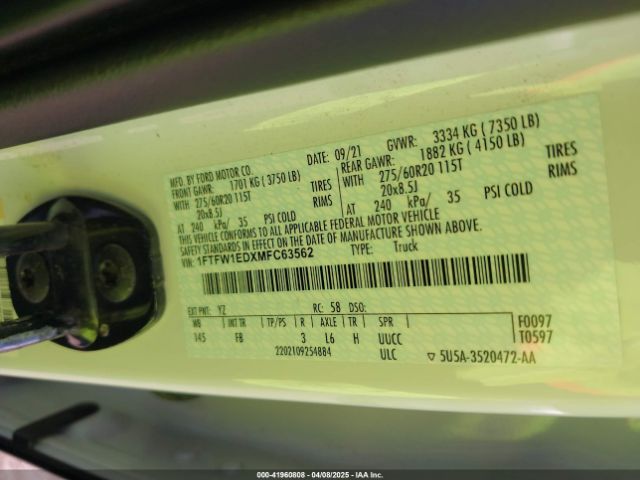 MFD. BY FORD MOTOR CO.
DATE: 09/21 GVWR: 3334 KG ( 7350 LB)
FRONT GAWR: 1701 KG ( 3750 LB) REAR GAWR: 1882 KG ( 4150 LB)
WITH 275/60R20 115T TIRES WITH 275/60R20 115T TIRES
20x8.5J RIMS 20x8.5J RIMS
AT 240 kPa/ 35 PSI COLD AT 240 kPa/ 35 PSI COLD
THIS VEHICLE CONFORMS TO ALL APPLICABLE FEDERAL MOTOR VEHICLE
SAFETY STANDARDS IN EFFECT ON THE DATE OF MANUFACTURE SHOWN ABOVE.
VIN: 1FTFW1EDXMFC63562 TYPE: Truck
EXT PNT: YZ RC: 58 DSO:
WB INT TR TP/PS R AXLE TR SPR F0097
145 FB 3 L6 H UUCC T0597
2202109254884 ULC ▽ 5U5A-3520472-AA
000-41960808 - 04/08/2025 - IAA Inc.